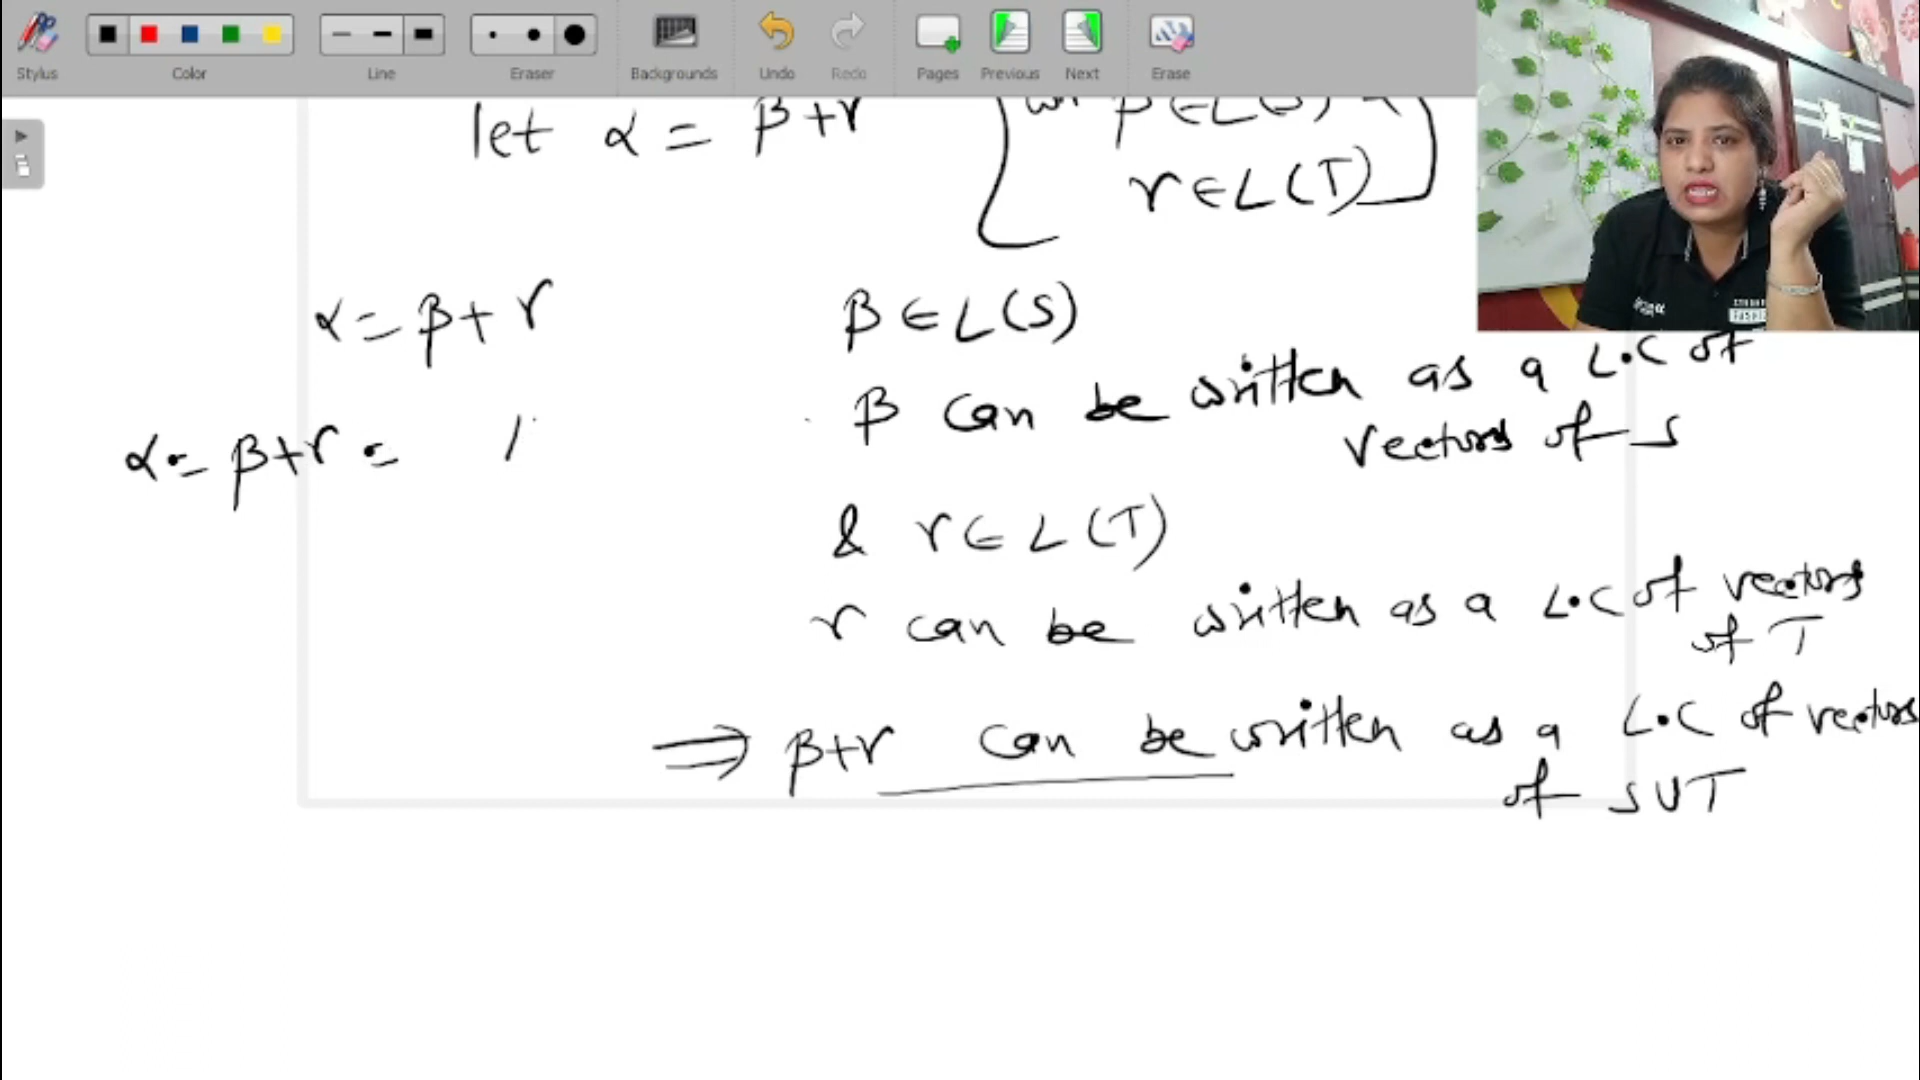 Stylus
Color
Line
Eraser
Backgrounds
Undo
Redo
Pages
Previous
Next
Erase
let α = β+r
r∈L(T)
α = β+r
β∈L(S)
β can be written as a L.C of
vectors of S
α = β+r =
& r∈L(T)
r can be written as a L.C of vectors
of T
⇒ β+r can be written as a L.C of vectors
of S∪T